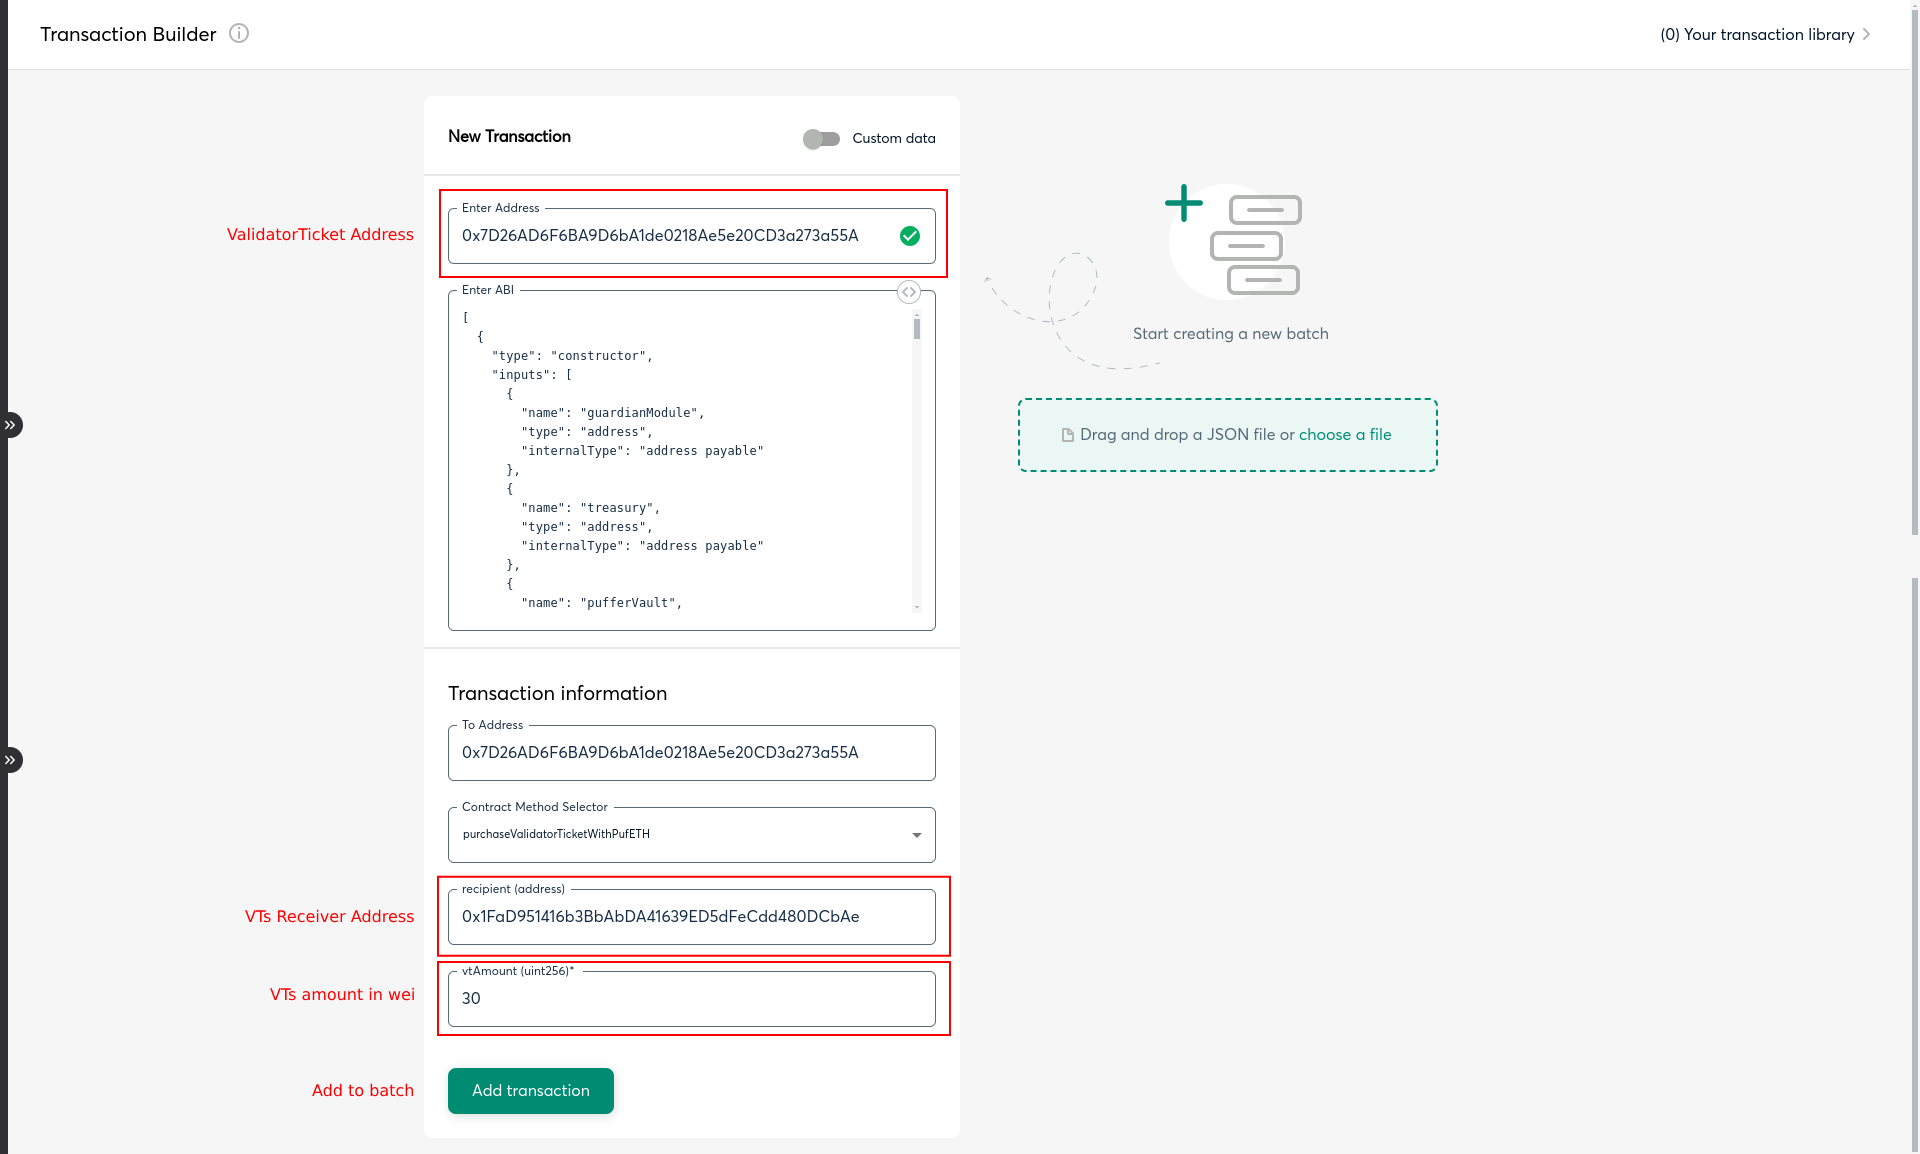 Transaction Builder
(0) Your transaction library
New Transaction
Custom data
ValidatorTicket Address
Enter Address
0x7D26AD6F6BA9D6bA1de0218Ae5e20CD3a273a55A
Enter ABI
[
{
"type": "constructor",
"inputs": [
{
"name": "guardianModule",
"type": "address",
"internalType": "address payable"
},
{
"name": "treasury",
"type": "address",
"internalType": "address payable"
},
{
"name": "pufferVault",
Start creating a new batch
Drag and drop a JSON file or choose a file
Transaction information
To Address
0x7D26AD6F6BA9D6bA1de0218Ae5e20CD3a273a55A
Contract Method Selector
purchaseValidatorTicketWithPufETH
VTs Receiver Address
recipient (address)
0x1FaD951416b3BbAbDA41639ED5dFeCdd480DCbAe
VTs amount in wei
vtAmount (uint256)*
30
Add to batch
Add transaction